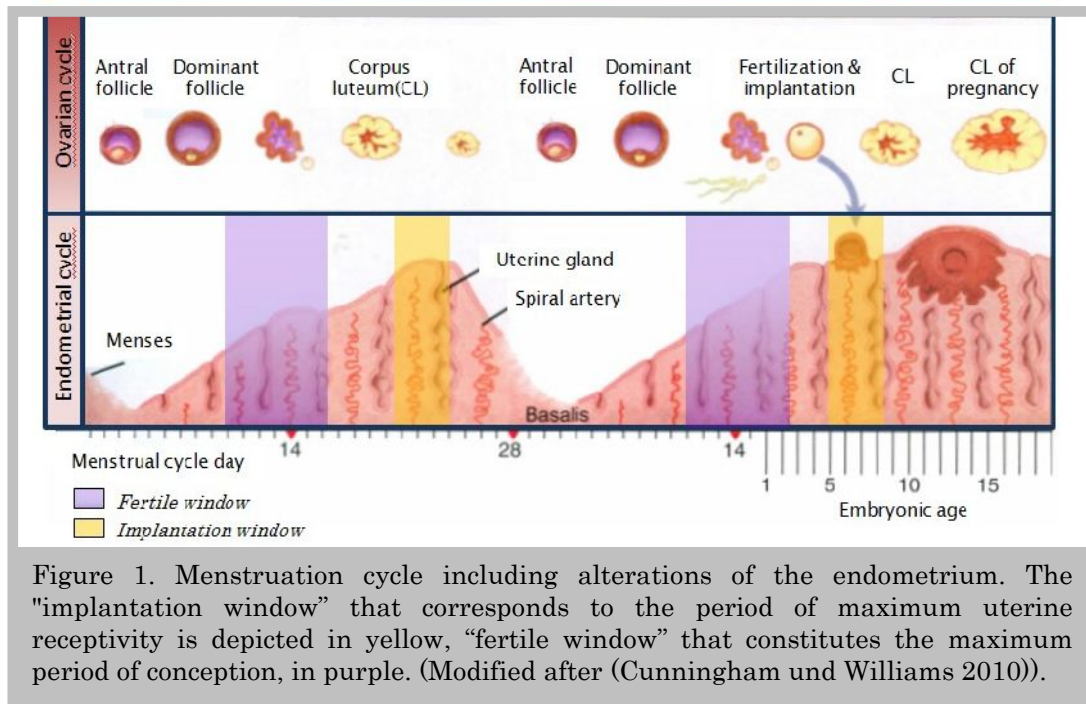 Ovarian cycle
Antral
follicle
Dominant
follicle
Corpus
luteum(CL)
Antral
follicle
Dominant
follicle
Fertilization &
implantation
CL
CL of
pregnancy
Endometrial cycle
Menses
Uterine gland
Spiral artery
Basalis
14
28
14
Menstrual cycle day
1
5
10
15
Embryonic age
Fertile window
Implantation window
Figure 1. Menstruation cycle including alterations of the endometrium. The
"implantation window” that corresponds to the period of maximum uterine
receptivity is depicted in yellow, “fertile window” that constitutes the maximum
period of conception, in purple. (Modified after (Cunningham und Williams 2010)).